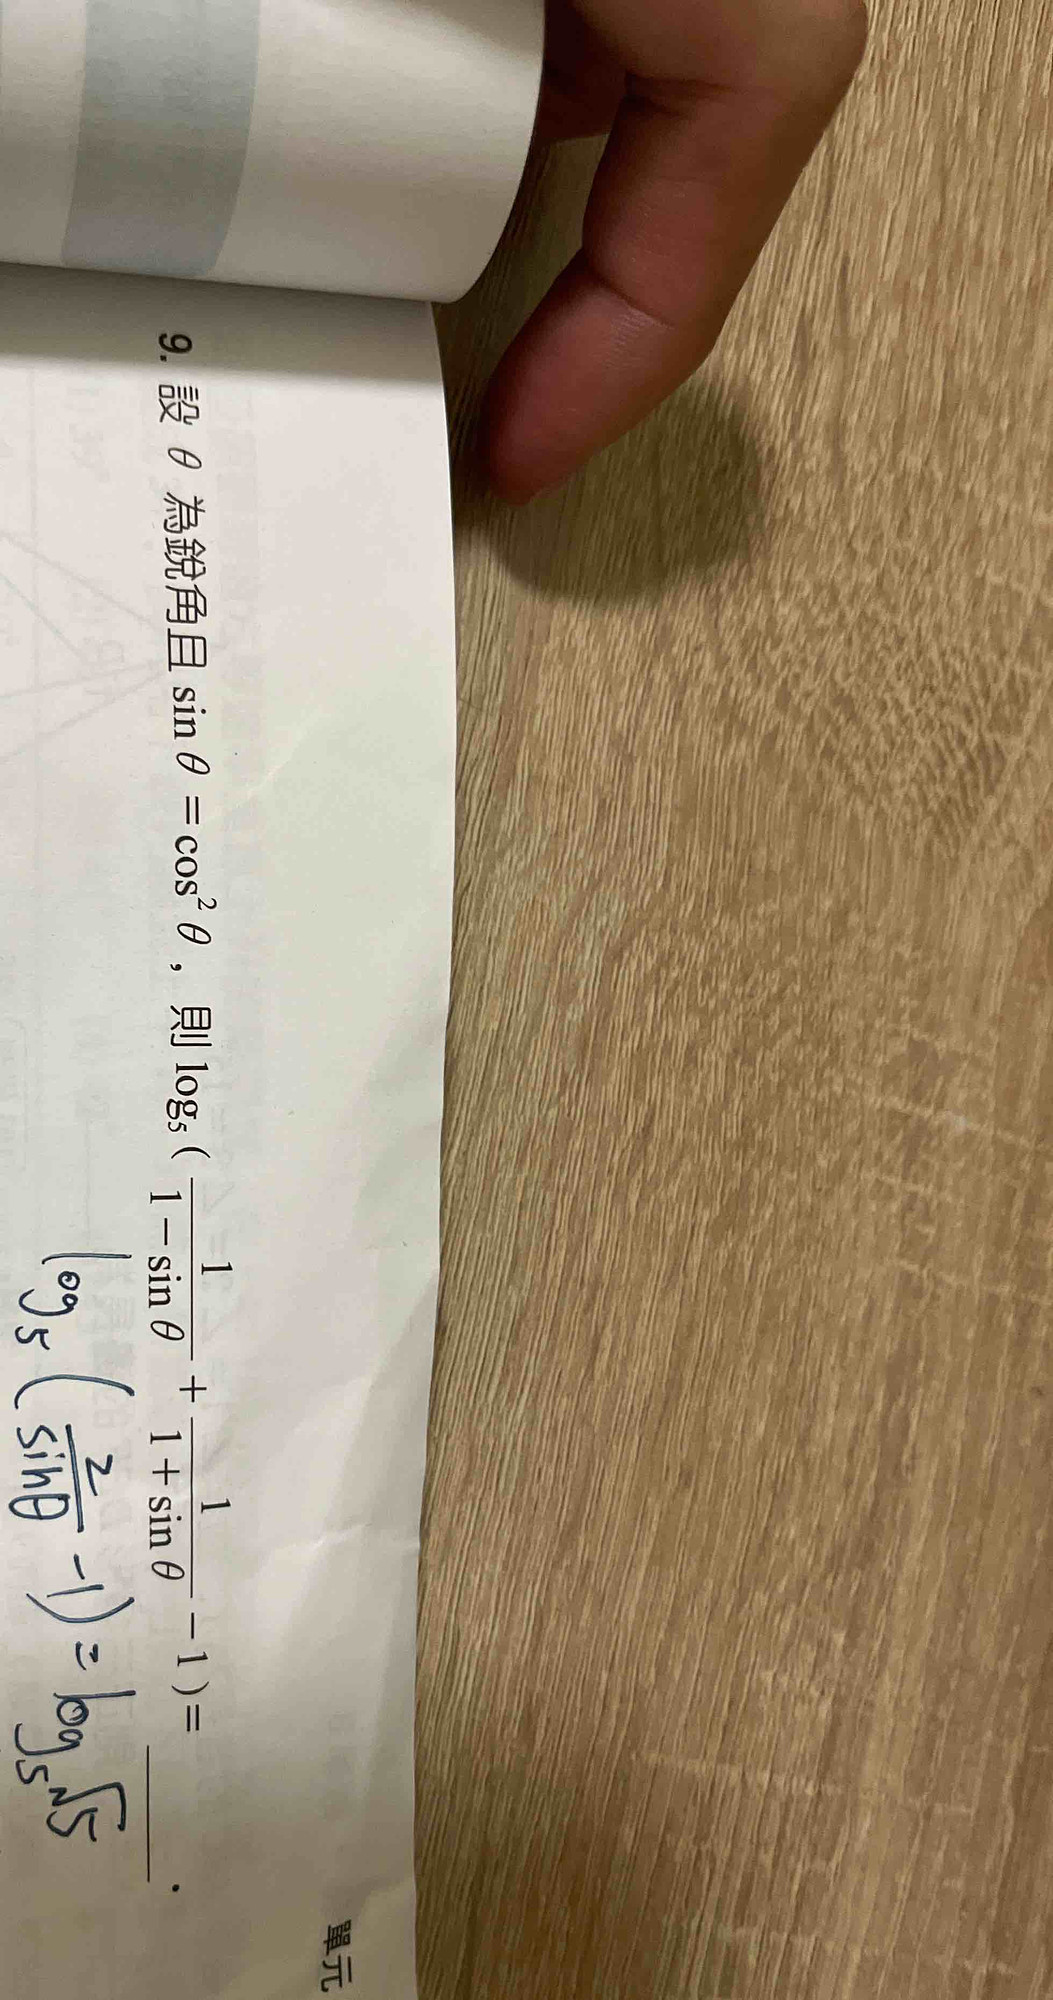 單元
9. 設 θ 為銳角且 sin θ = cos² θ，則 log₅ ( 1/(1 − sin θ) + 1/(1 + sin θ) − 1 ) = ______ .
log₅ ( 2/sinθ − 1 ) = log₅ √5